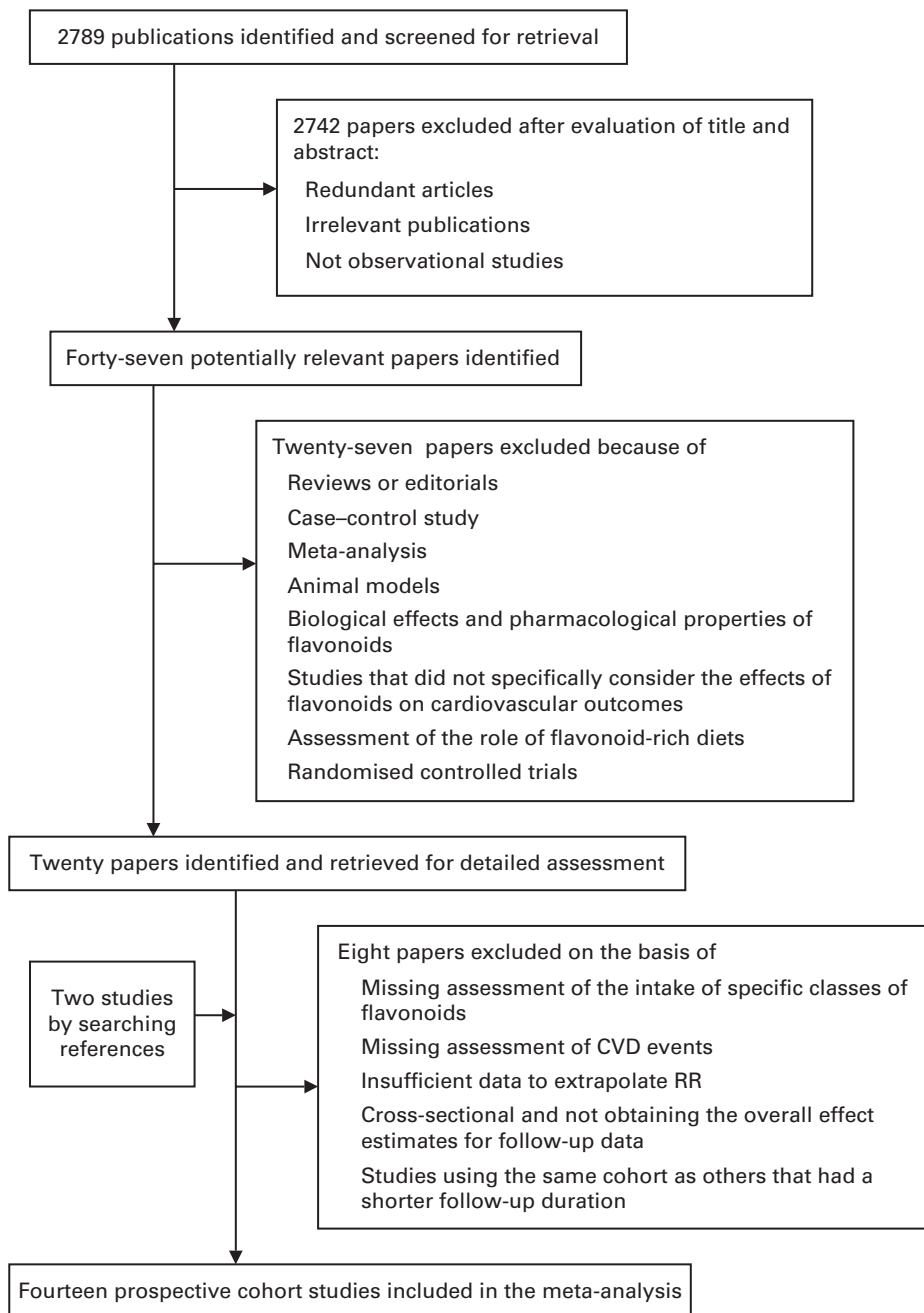 2789 publications identified and screened for retrieval
2742 papers excluded after evaluation of title and
abstract:
Redundant articles
Irrelevant publications
Not observational studies
Forty-seven potentially relevant papers identified
Twenty-seven papers excluded because of
Reviews or editorials
Case–control study
Meta-analysis
Animal models
Biological effects and pharmacological properties of
flavonoids
Studies that did not specifically consider the effects of
flavonoids on cardiovascular outcomes
Assessment of the role of flavonoid-rich diets
Randomised controlled trials
Twenty papers identified and retrieved for detailed assessment
Two studies
by searching
references
Eight papers excluded on the basis of
Missing assessment of the intake of specific classes of
flavonoids
Missing assessment of CVD events
Insufficient data to extrapolate RR
Cross-sectional and not obtaining the overall effect
estimates for follow-up data
Studies using the same cohort as others that had a
shorter follow-up duration
Fourteen prospective cohort studies included in the meta-analysis